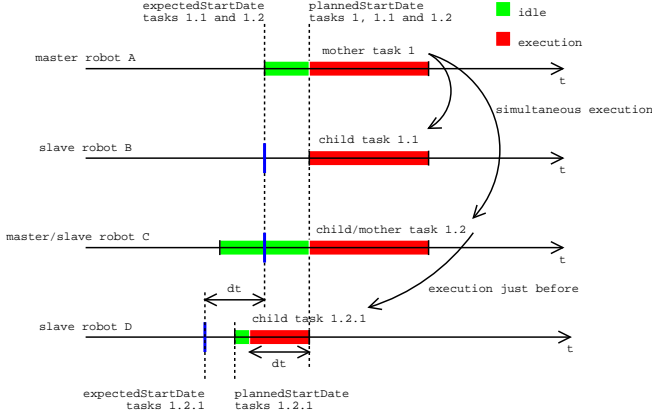 expectedStartDate
tasks 1.1 and 1.2
plannedStartDate
tasks 1, 1.1 and 1.2
idle
execution
master robot A
mother task 1
t
simultaneous execution
slave robot B
child task 1.1
t
master/slave robot C
child/mother task 1.2
t
dt
execution just before
slave robot D
child task 1.2.1
t
dt
expectedStartDate
tasks 1.2.1
plannedStartDate
tasks 1.2.1